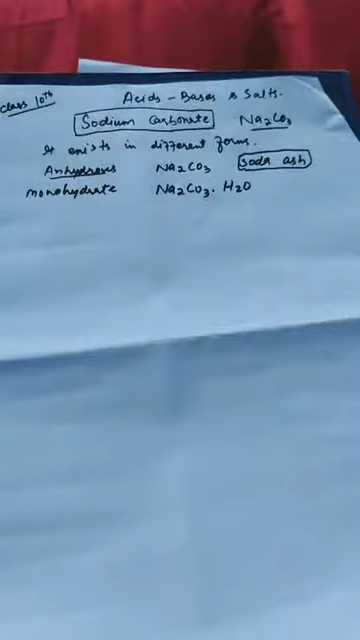 class 10th
Acids - Bases & Salts.
Sodium Carbonate Na2CO3
It exists in different forms.
Anhydrous Na2CO3 Soda ash
monohydrate Na2CO3. H2O